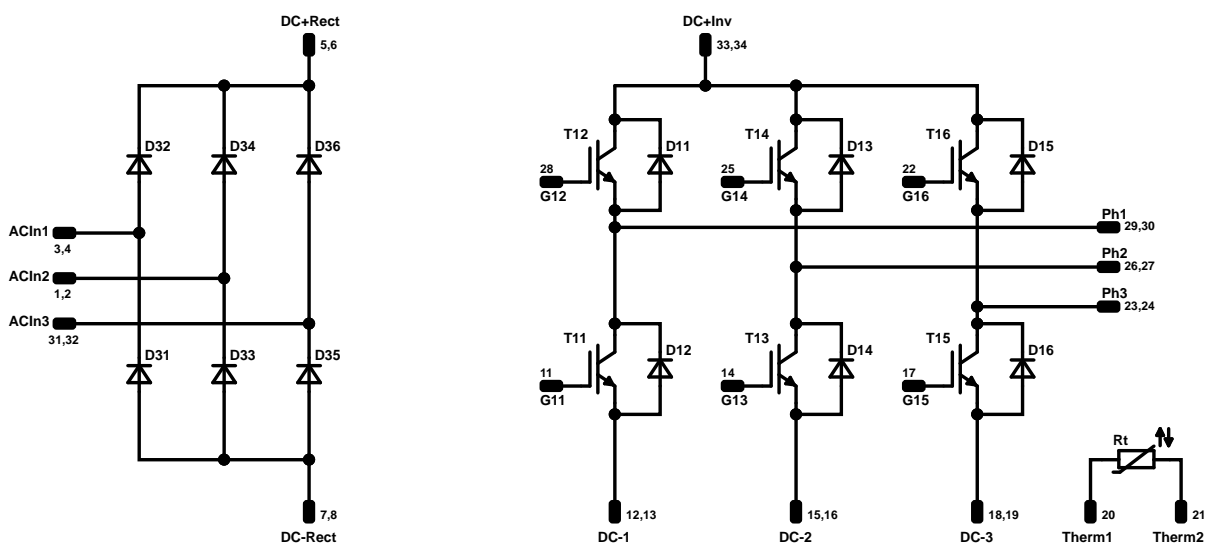 DC+Rect
5,6
DC+Inv
33,34
D32
D34
D36
T12
D11
T14
D13
T16
D15
28
G12
25
G14
22
G16
ACIn1
3,4
Ph1
29,30
ACIn2
1,2
Ph2
26,27
ACIn3
31,32
Ph3
23,24
D31
D33
D35
T11
D12
T13
D14
T15
D16
11
G11
14
G13
17
G15
Rt
7,8
DC-Rect
12,13
DC-1
15,16
DC-2
18,19
DC-3
20
Therm1
21
Therm2